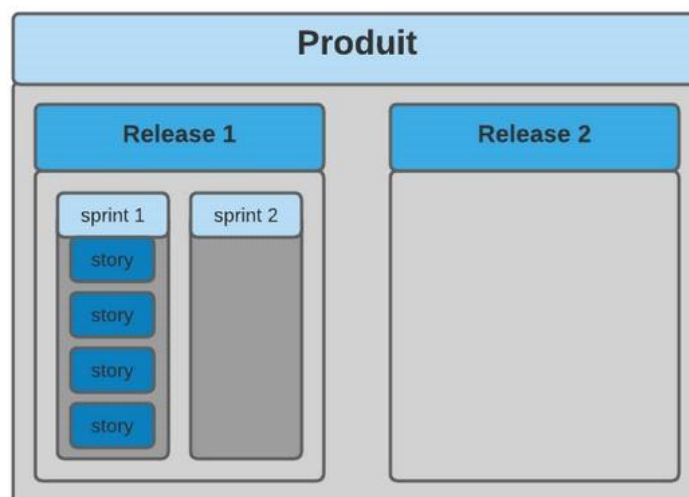 Produit
Release 1
Release 2
sprint 1
sprint 2
story
story
story
story